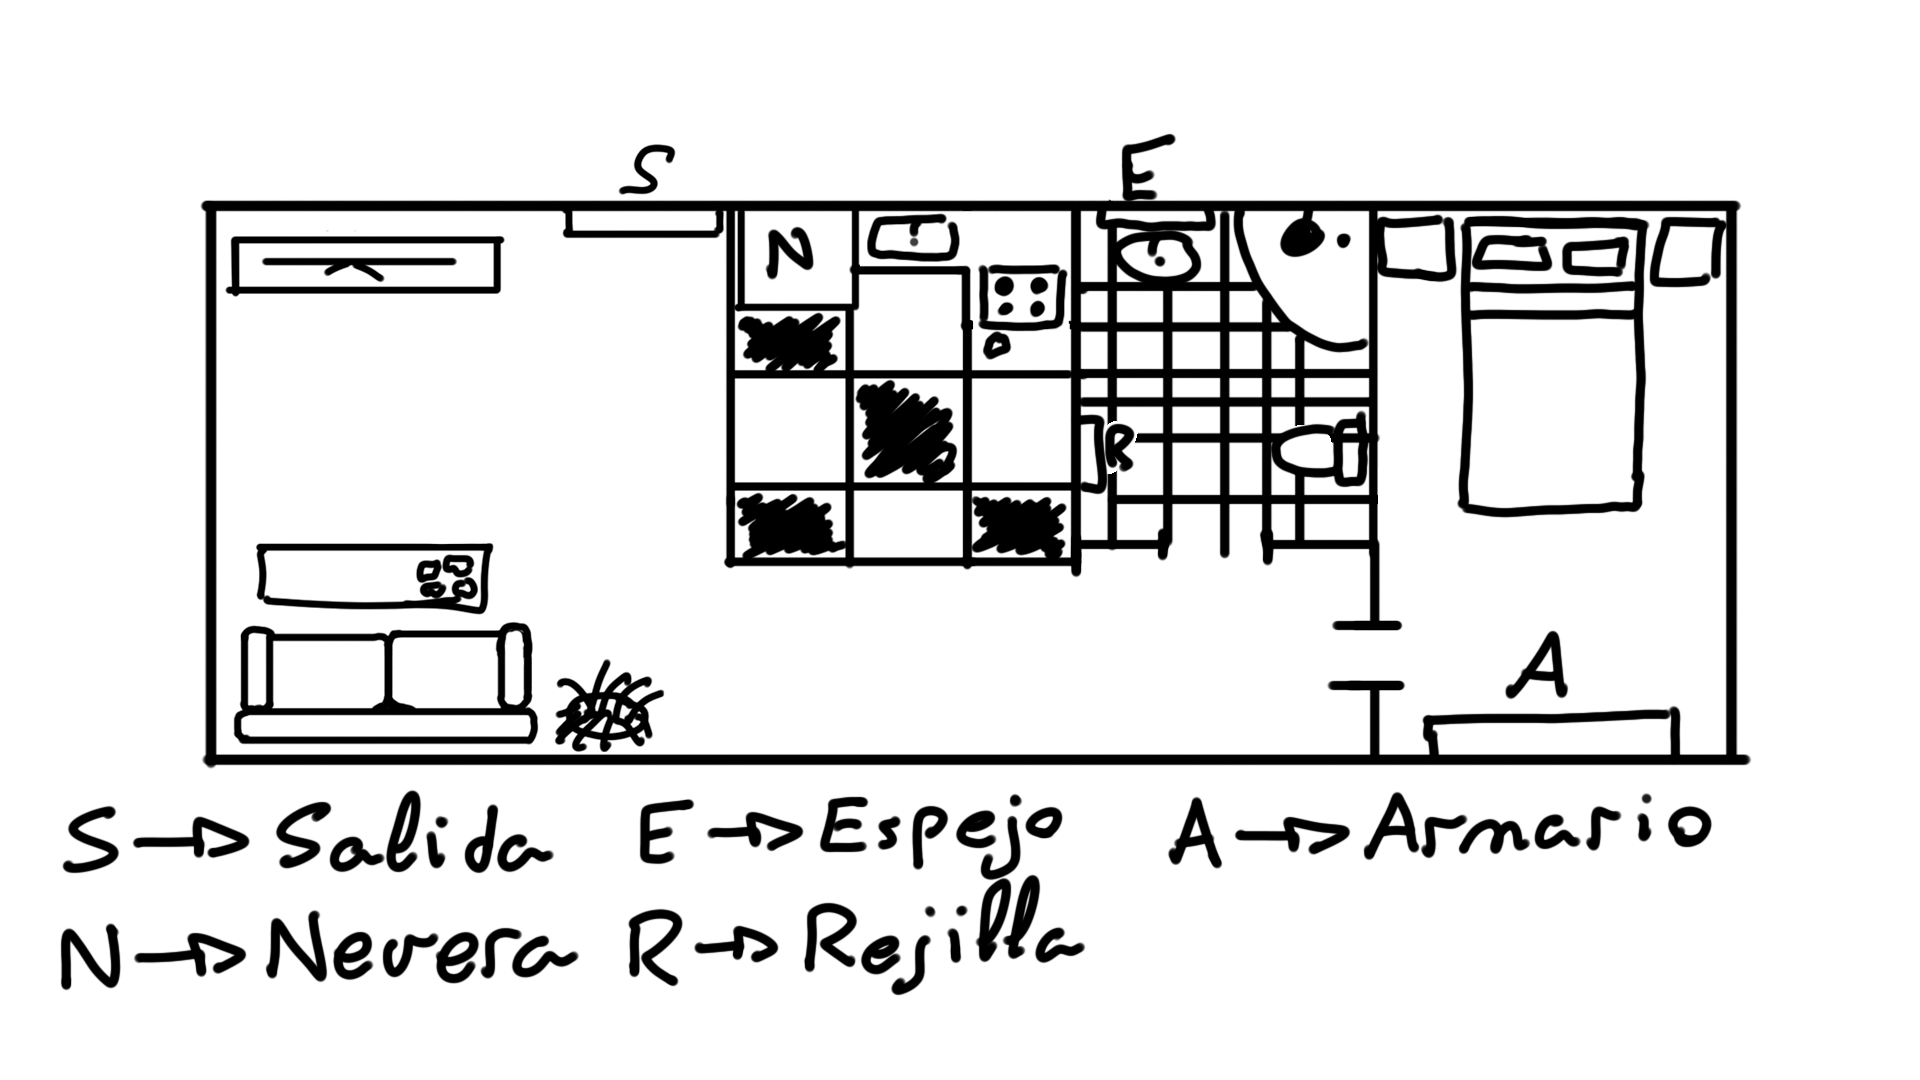 S E
N
R
A
S → Salida E → Espejo A → Armario
N → Nevera R → Rejilla